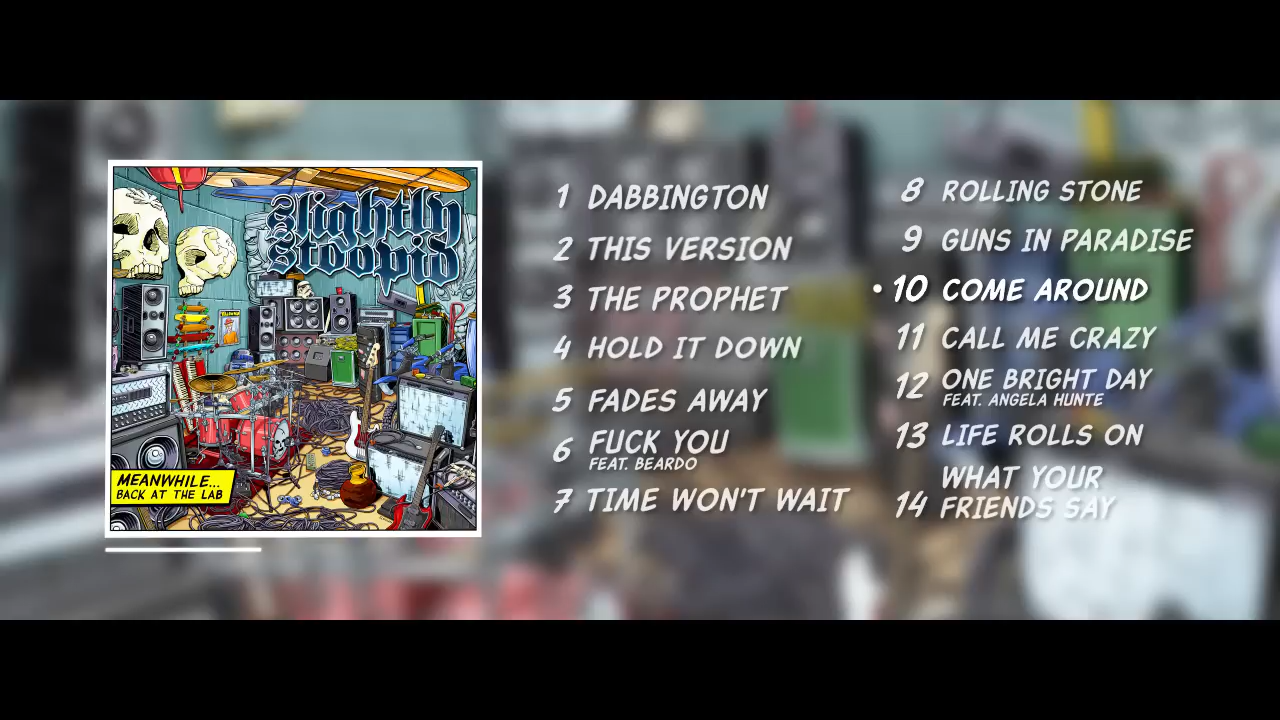 slightly
stoopid
MEANWHILE...
BACK AT THE LAB
1 DABBINGTON
2 THIS VERSION
3 THE PROPHET
4 HOLD IT DOWN
5 FADES AWAY
6 FUCK YOU
FEAT. BEARDO
7 TIME WON'T WAIT
8 ROLLING STONE
9 GUNS IN PARADISE
• 10 COME AROUND
11 CALL ME CRAZY
12 ONE BRIGHT DAY
FEAT. ANGELA HUNTE
13 LIFE ROLLS ON
WHAT YOUR
14 FRIENDS SAY